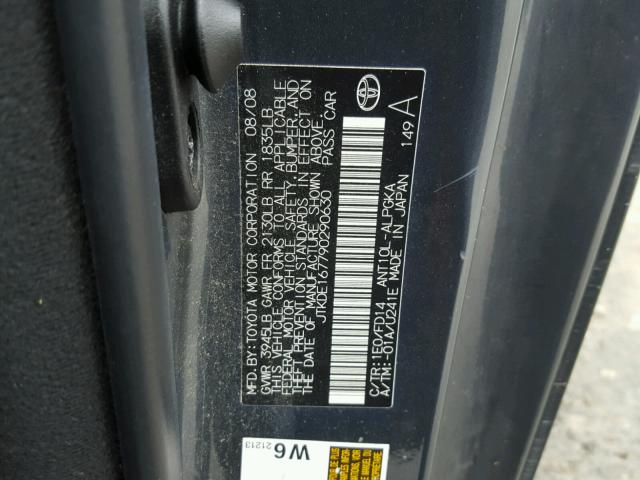 MFD.BY:TOYOTA MOTOR CORPORATION 08/08
GVWR 3945LB GAWR FR 2130LB RR 1835LB
THIS VEHICLE CONFORMS TO ALL APPLICABLE
FEDERAL MOTOR VEHICLE SAFETY, BUMPER, AND
THEFT PREVENTION STANDARDS IN EFFECT ON
THE DATE OF MANUFACTURE SHOWN ABOVE.
JTKDE167790290630 PASS CAR
C/TR:1E0/FD14 ANT10L-ALPGKA
A/TM:-01A/U241E MADE IN JAPAN
149 A
W6
21213